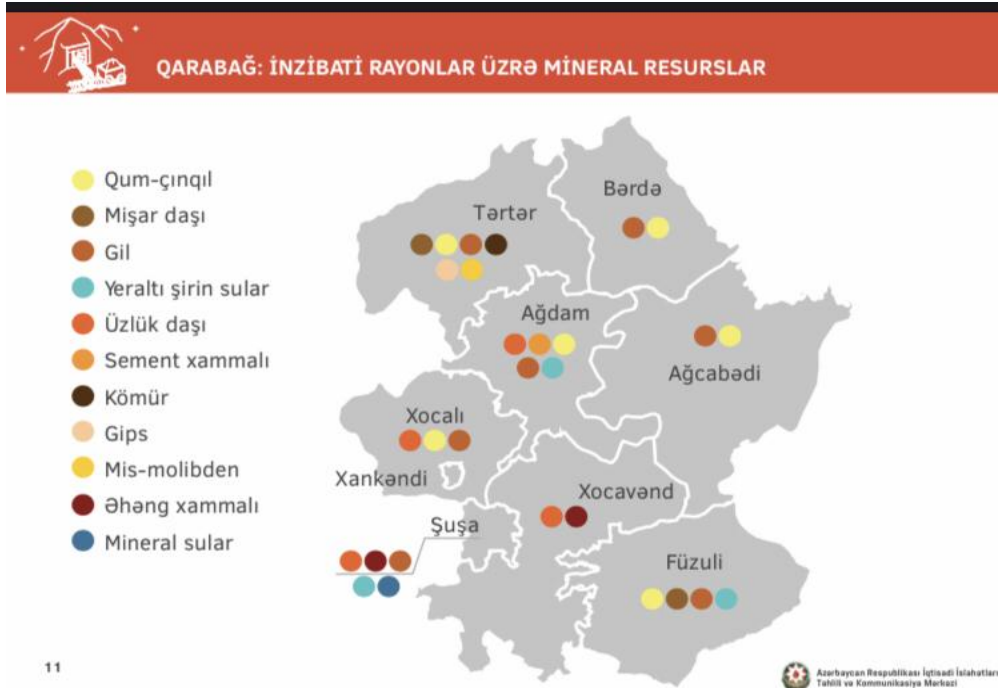 QARABAĞ: İNZİBATİ RAYONLAR ÜZRƏ MİNERAL RESURSLAR
Qum-çınqıl
Mişar daşı
Gil
Yeraltı şirin sular
Üzlük daşı
Sement xammalı
Kömür
Gips
Mis-molibden
Əhəng xammalı
Mineral sular
Bərdə
Tərtər
Ağdam
Ağcabədi
Xocalı
Xankəndi
Xocavənd
Şuşa
Füzuli
11
Azərbaycan Respublikası İqtisadi İslahatların
Təhlili və Kommunikasiya Mərkəzi